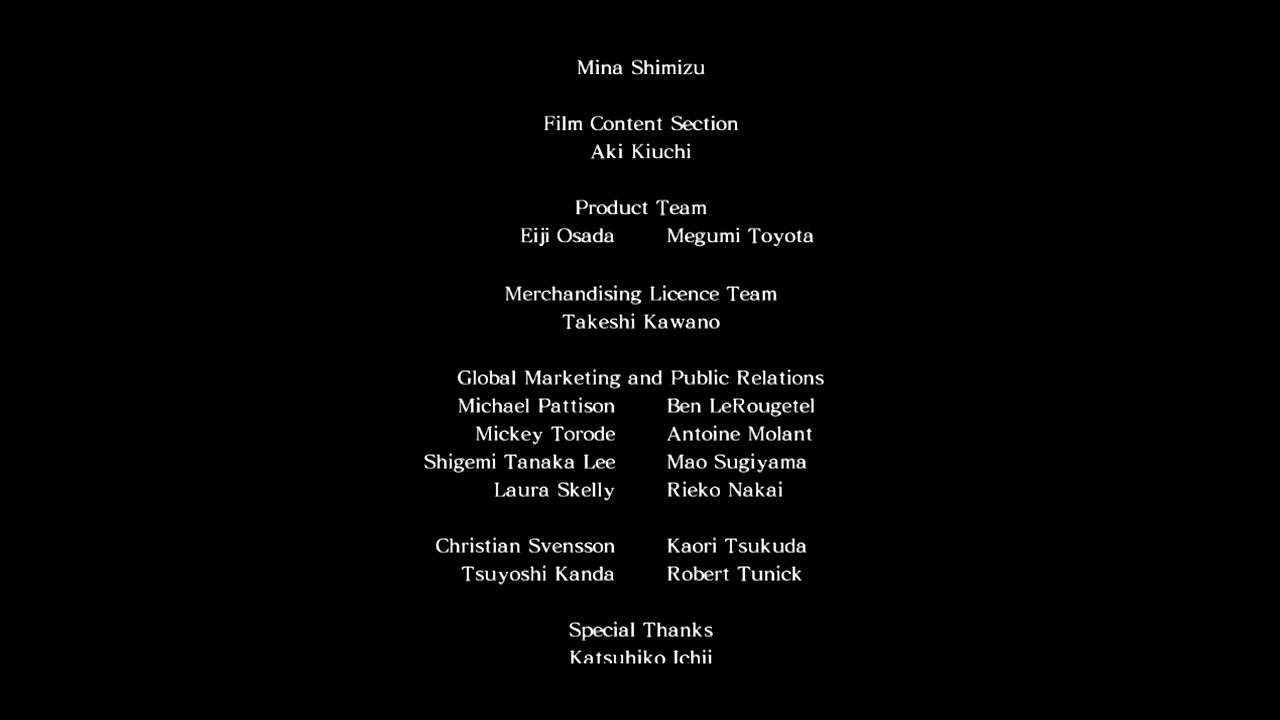 Mina Shimizu
Film Content Section
Aki Kiuchi
Product Team
Eiji Osada Megumi Toyota
Merchandising Licence Team
Takeshi Kawano
Global Marketing and Public Relations
Michael Pattison Ben LeRougetel
Mickey Torode Antoine Molant
Shigemi Tanaka Lee Mao Sugiyama
Laura Skelly Rieko Nakai
Christian Svensson Kaori Tsukuda
Tsuyoshi Kanda Robert Tunick
Special Thanks
Katsuhiko Ichii